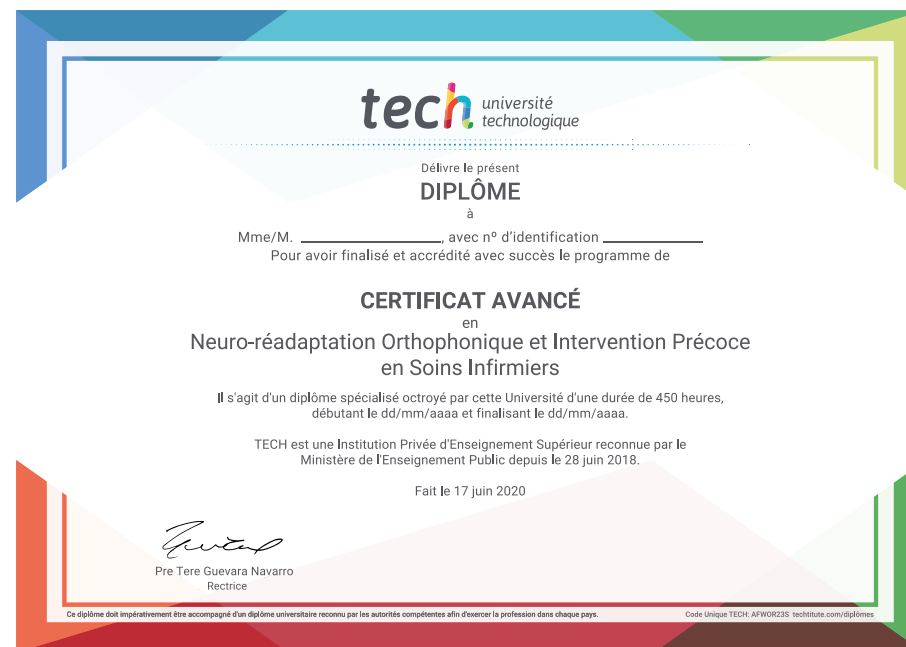 tech université
technologique
Délivre le présent
DIPLÔME
à
Mme/M. ____________________, avec nº d'identification ______________
Pour avoir finalisé et accrédité avec succès le programme de
CERTIFICAT AVANCÉ
en
Neuro-réadaptation Orthophonique et Intervention Précoce
en Soins Infirmiers
Il s'agit d'un diplôme spécialisé octroyé par cette Université d'une durée de 450 heures,
débutant le dd/mm/aaaa et finalisant le dd/mm/aaaa.
TECH est une Institution Privée d'Enseignement Supérieur reconnue par le
Ministère de l'Enseignement Public depuis le 28 juin 2018.
Fait le 17 juin 2020
Pre Tere Guevara Navarro
Rectrice
Ce diplôme doit impérativement être accompagné d'un diplôme universitaire reconnu par les autorités compétentes afin d'exercer la profession dans chaque pays.
Code Unique TECH: AFWOR23S techtitute.com/diplômes